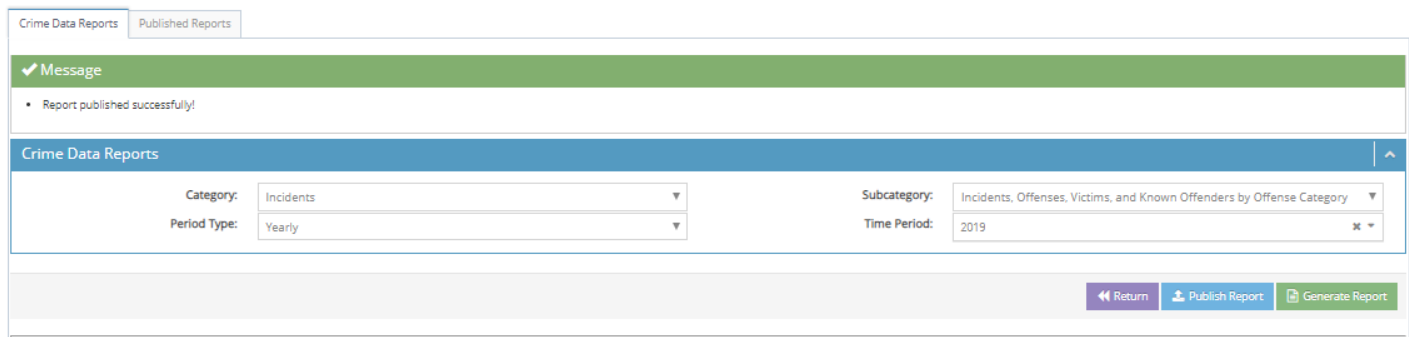 Crime Data Reports Published Reports
Message
• Report published successfully!
Crime Data Reports
Category: Incidents Subcategory: Incidents, Offenses, Victims, and Known Offenders by Offense Category
Period Type: Yearly Time Period: 2019
Return Publish Report Generate Report